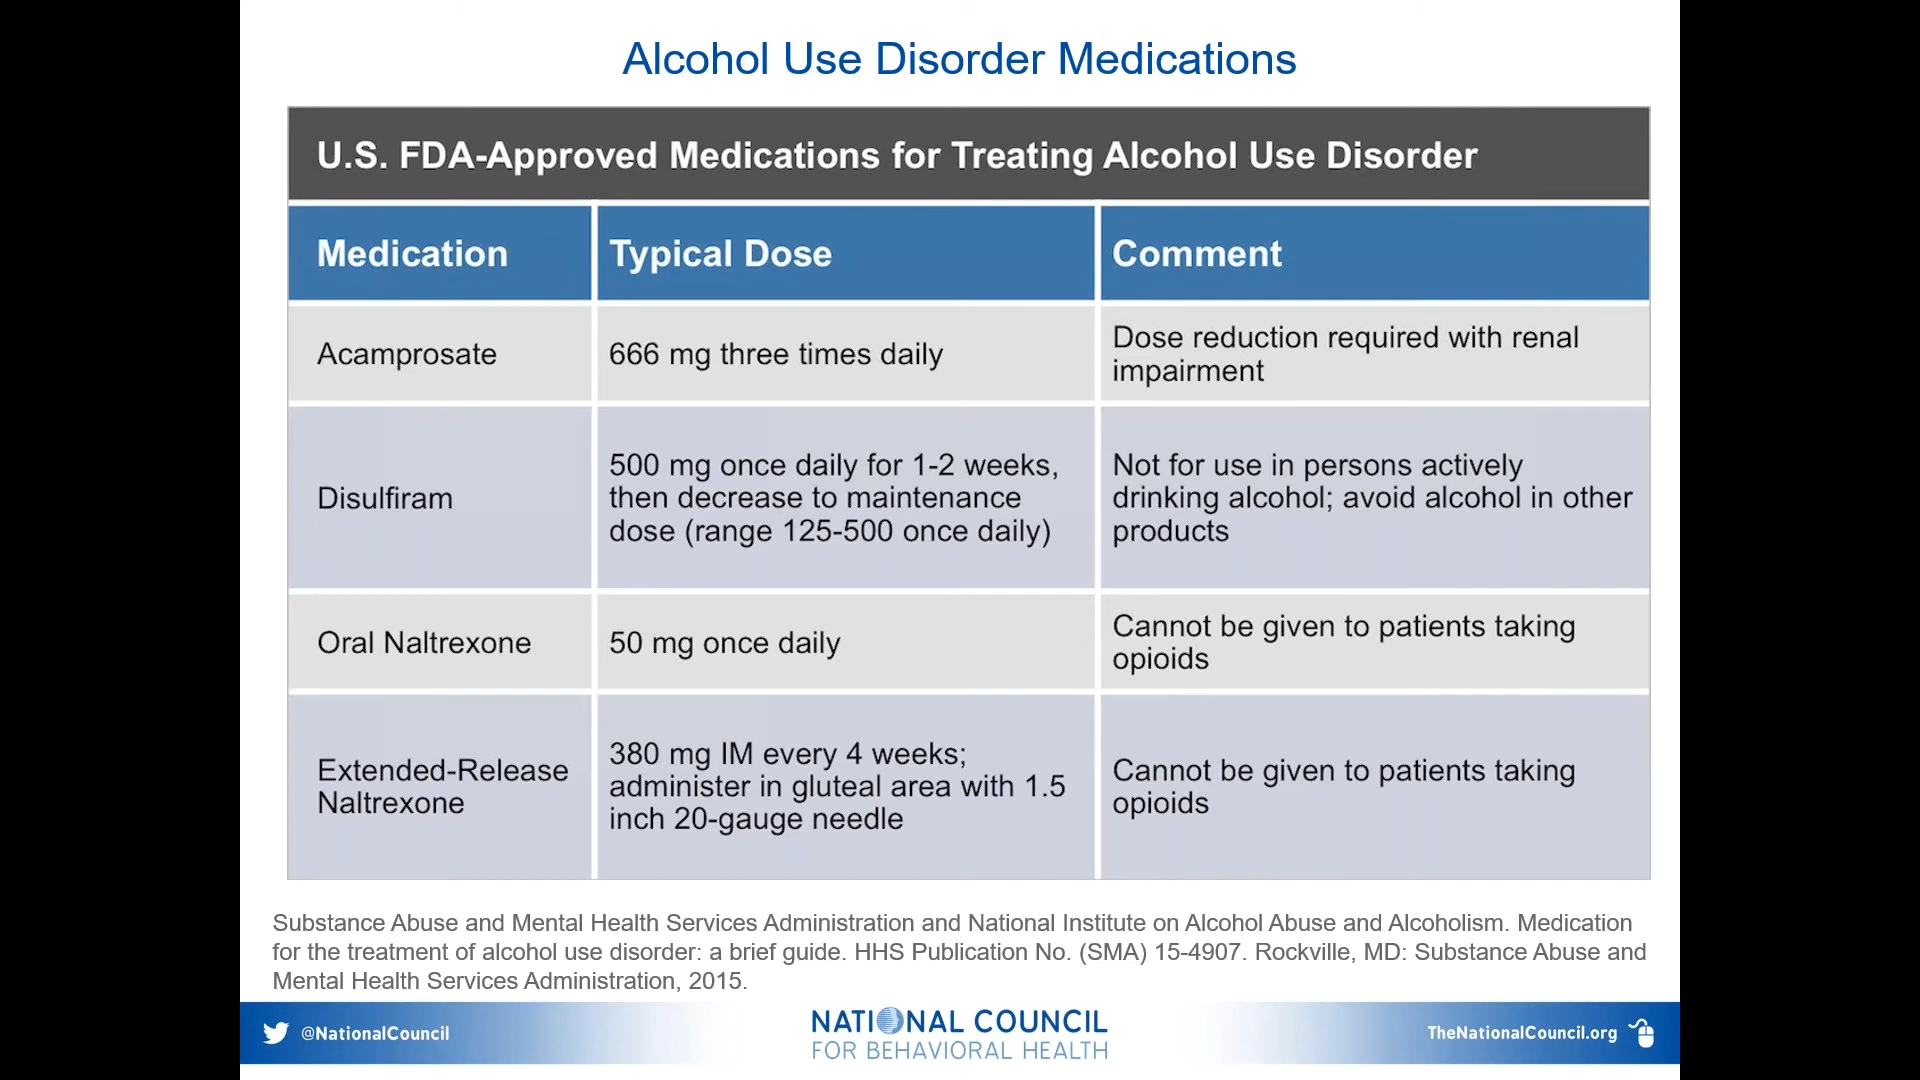 Alcohol Use Disorder Medications
U.S. FDA-Approved Medications for Treating Alcohol Use Disorder
Medication
Typical Dose
Comment
Acamprosate
666 mg three times daily
Dose reduction required with renal
impairment
Disulfiram
500 mg once daily for 1-2 weeks,
then decrease to maintenance
dose (range 125-500 once daily)
Not for use in persons actively
drinking alcohol; avoid alcohol in other
products
Oral Naltrexone
50 mg once daily
Cannot be given to patients taking
opioids
Extended-Release
Naltrexone
380 mg IM every 4 weeks;
administer in gluteal area with 1.5
inch 20-gauge needle
Cannot be given to patients taking
opioids
Substance Abuse and Mental Health Services Administration and National Institute on Alcohol Abuse and Alcoholism. Medication
for the treatment of alcohol use disorder: a brief guide. HHS Publication No. (SMA) 15-4907. Rockville, MD: Substance Abuse and
Mental Health Services Administration, 2015.
@NationalCouncil
NATIONAL COUNCIL
FOR BEHAVIORAL HEALTH
TheNationalCouncil.org